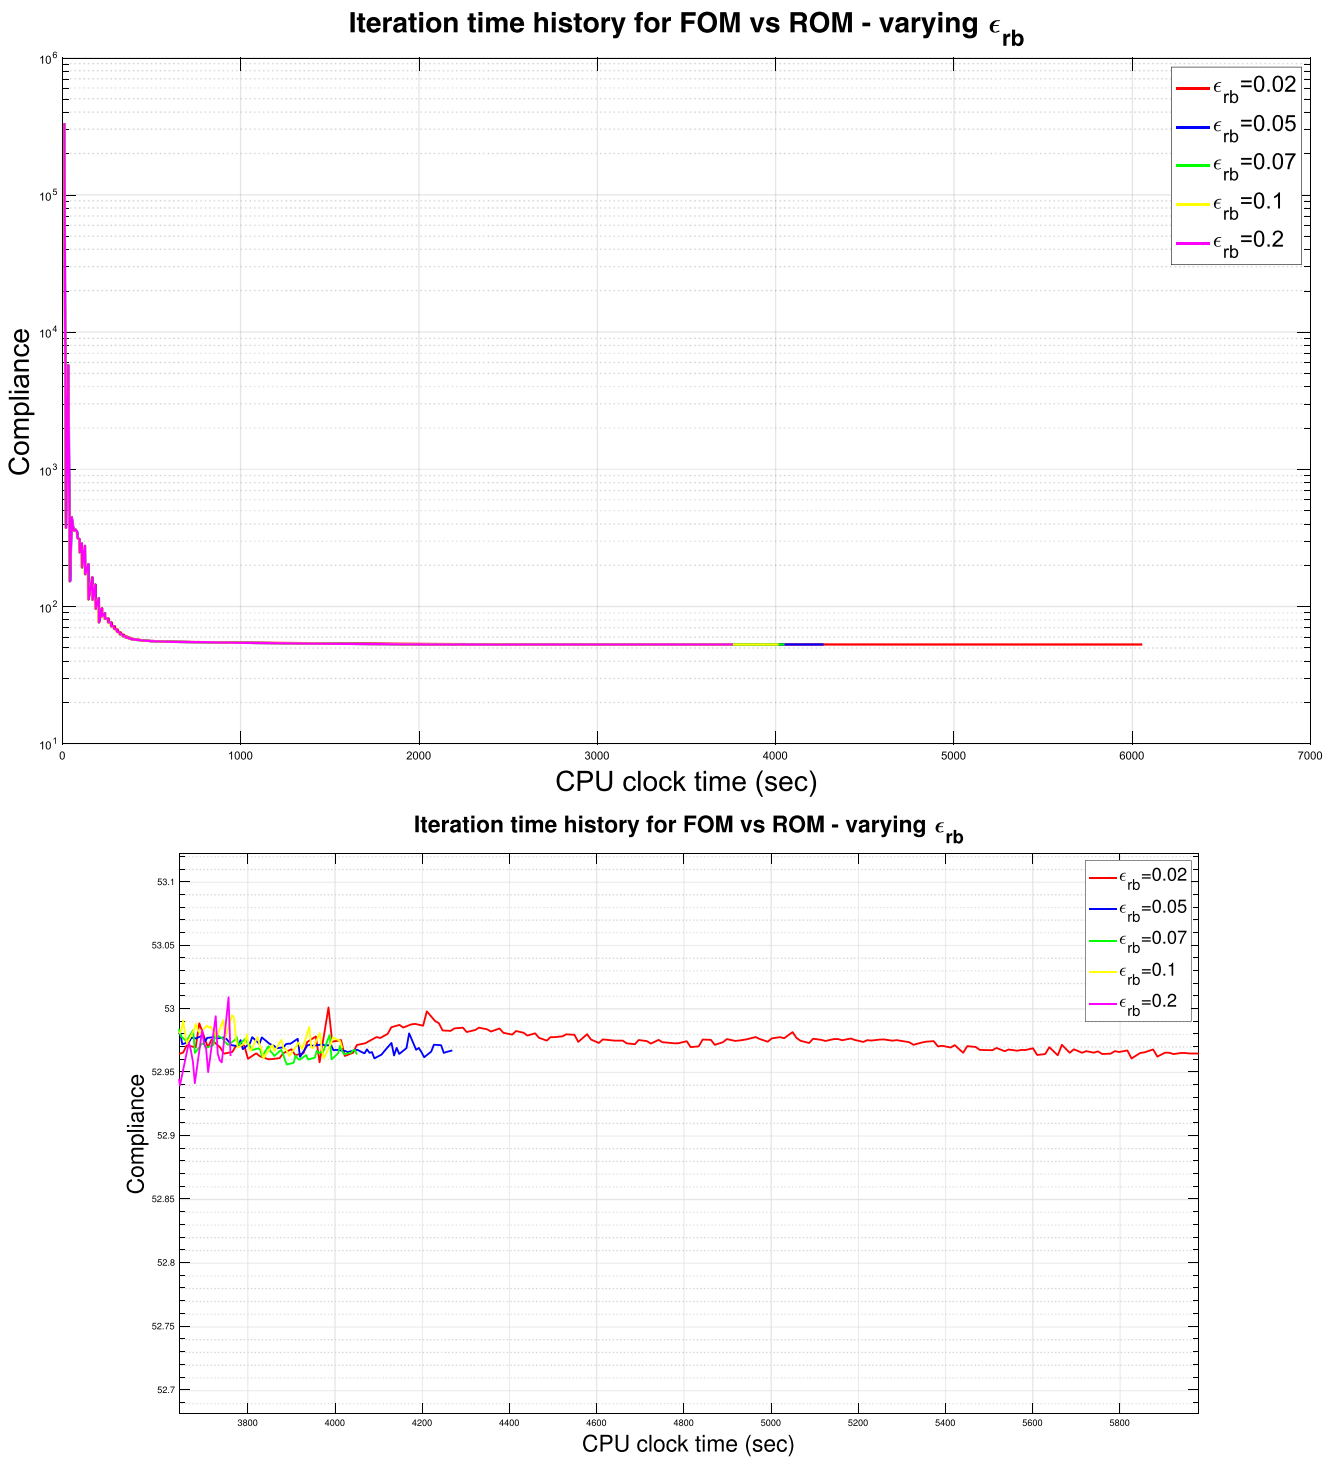 Iteration time history for FOM vs ROM - varying ϵrb
10^6
10^5
10^4
10^3
10^2
10^1
Compliance
ϵrb=0.02
ϵrb=0.05
ϵrb=0.07
ϵrb=0.1
ϵrb=0.2
0 1000 2000 3000 4000 5000 6000 7000
CPU clock time (sec)
Iteration time history for FOM vs ROM - varying ϵrb
53.1
53.05
53
52.95
52.9
52.85
52.8
52.75
52.7
Compliance
ϵrb=0.02
ϵrb=0.05
ϵrb=0.07
ϵrb=0.1
ϵrb=0.2
3800 4000 4200 4400 4600 4800 5000 5200 5400 5600 5800
CPU clock time (sec)